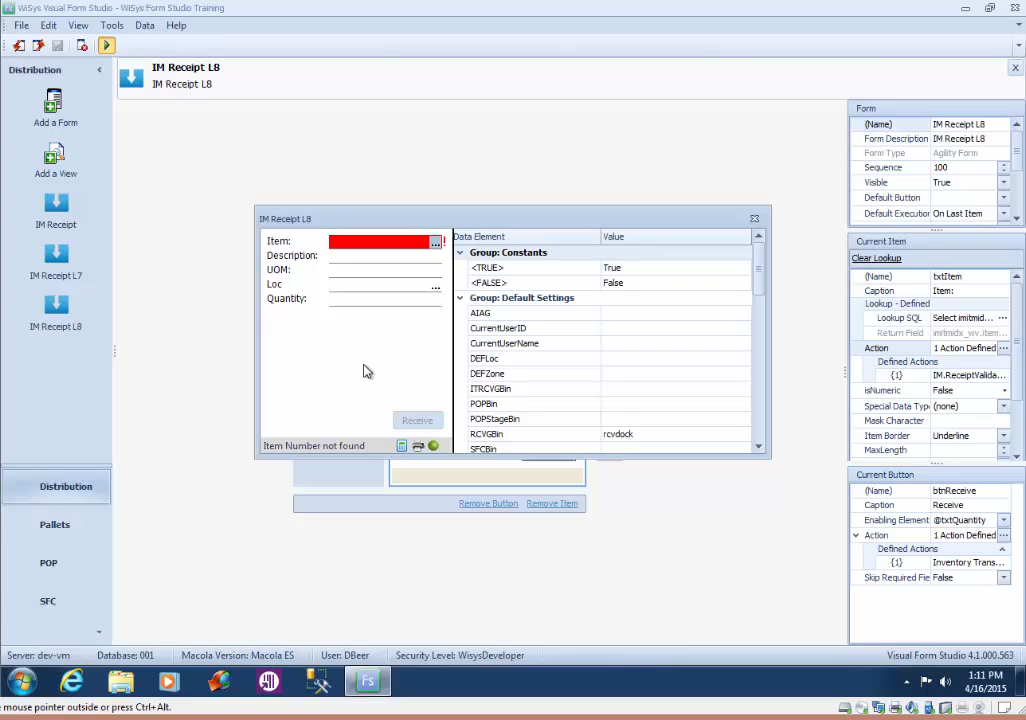 WiSys Visual Form Studio - WiSys Form Studio Training
File Edit View Tools Data Help
Distribution
IM Receipt L8
IM Receipt L8
Add a Form
Add a View
IM Receipt
IM Receipt L7
IM Receipt L8
Distribution
Pallets
POP
SFC
IM Receipt L8
Item: ... !
Description:
UOM:
Loc ...
Quantity:
Receive
Item Number not found
Data Element Value
Group: Constants
<TRUE> True
<FALSE> False
Group: Default Settings
AIAG
CurrentUserID
CurrentUserName
DEFLoc
DEFZone
ITRCVGBin
POPBin
POPStageBin
RCVGBin rcvdock
SFCBin
Remove Button Remove Item
Form
(Name) IM Receipt L8
Form Description IM Receipt L8
Form Type Agility Form
Sequence 100
Visible True
Default Button
Default Execution On Last Item
Current Item
Clear Lookup
(Name) txtItem
Caption Item:
Lookup - Defined
Lookup SQL Select imitmid... ...
Return Field imitmidx_wv.item...
Action 1 Action Defined ...
Defined Actions
{1} IM.ReceiptValida...
isNumeric False
Special Data Typ (none)
Mask Character
Item Border Underline
MaxLength
Current Button
(Name) btnReceive
Caption Receive
Enabling Element @txtQuantity
Action 1 Action Defined ...
Defined Actions
{1} Inventory Trans...
Skip Required Fie False
Server: dev-vm Database: 001 Macola Version: Macola ES User: DBeer Security Level: WisysDeveloper Visual Form Studio 4.1.000.563
Fs
1:11 PM
4/16/2015
e mouse pointer outside or press Ctrl+Alt.